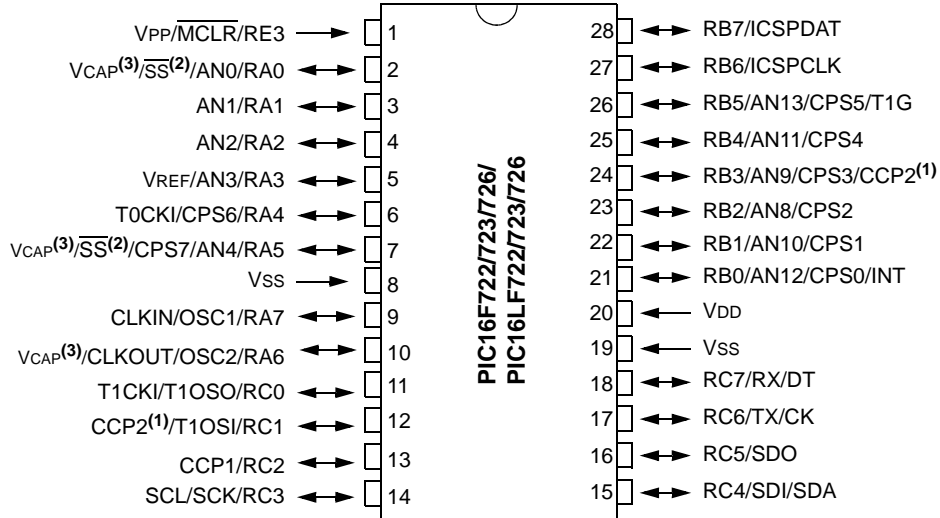 VPP/MCLR/RE3
VCAP(3)/SS(2)/AN0/RA0
AN1/RA1
AN2/RA2
VREF/AN3/RA3
T0CKI/CPS6/RA4
VCAP(3)/SS(2)/CPS7/AN4/RA5
VSS
CLKIN/OSC1/RA7
VCAP(3)/CLKOUT/OSC2/RA6
T1CKI/T1OSO/RC0
CCP2(1)/T1OSI/RC1
CCP1/RC2
SCL/SCK/RC3
1
2
3
4
5
6
7
8
9
10
11
12
13
14
PIC16F722/723/726/
PIC16LF722/723/726
28
27
26
25
24
23
22
21
20
19
18
17
16
15
RB7/ICSPDAT
RB6/ICSPCLK
RB5/AN13/CPS5/T1G
RB4/AN11/CPS4
RB3/AN9/CPS3/CCP2(1)
RB2/AN8/CPS2
RB1/AN10/CPS1
RB0/AN12/CPS0/INT
VDD
VSS
RC7/RX/DT
RC6/TX/CK
RC5/SDO
RC4/SDI/SDA